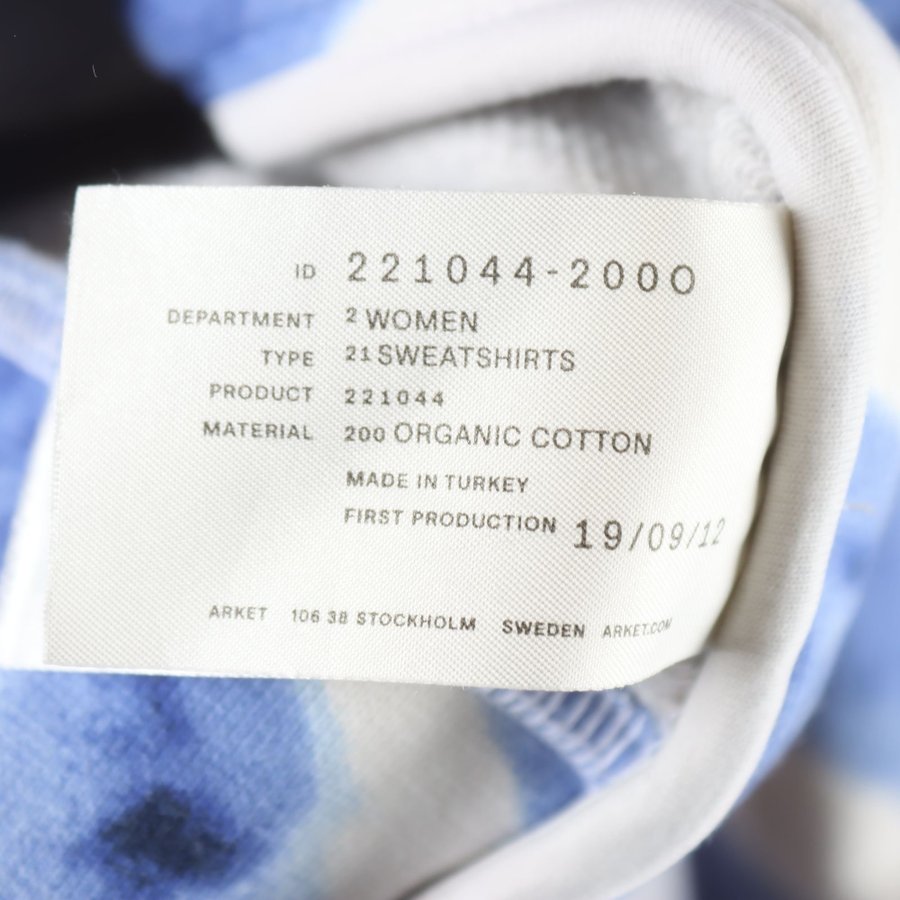 ID 221044-2000
DEPARTMENT 2 WOMEN
TYPE 21 SWEATSHIRTS
PRODUCT 221044
MATERIAL 200 ORGANIC COTTON
MADE IN TURKEY
FIRST PRODUCTION 19/09/12
ARKET 106 38 STOCKHOLM SWEDEN ARKET.COM